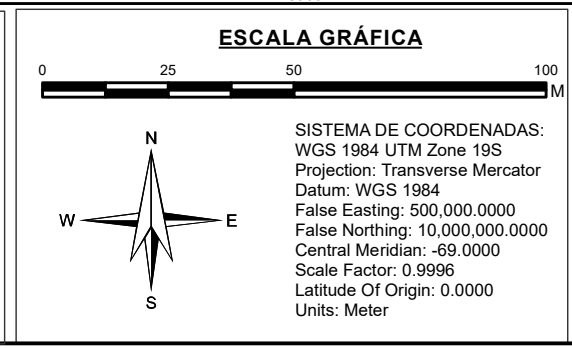 ESCALA GRÁFICA
0 25 50 100
M
N
W E
S
SISTEMA DE COORDENADAS:
WGS 1984 UTM Zone 19S
Projection: Transverse Mercator
Datum: WGS 1984
False Easting: 500,000.0000
False Northing: 10,000,000.0000
Central Meridian: -69.0000
Scale Factor: 0.9996
Latitude Of Origin: 0.0000
Units: Meter